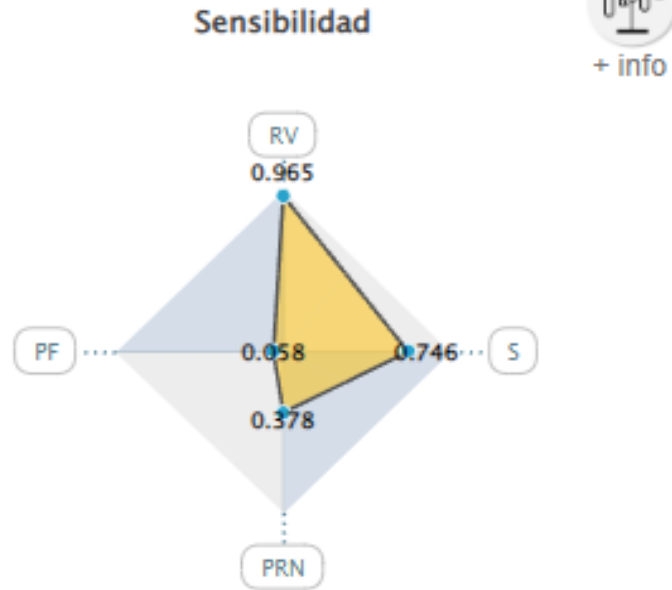 Sensibilidad
+ info
RV
0.965
PF
0.058
0.746
S
0.378
PRN